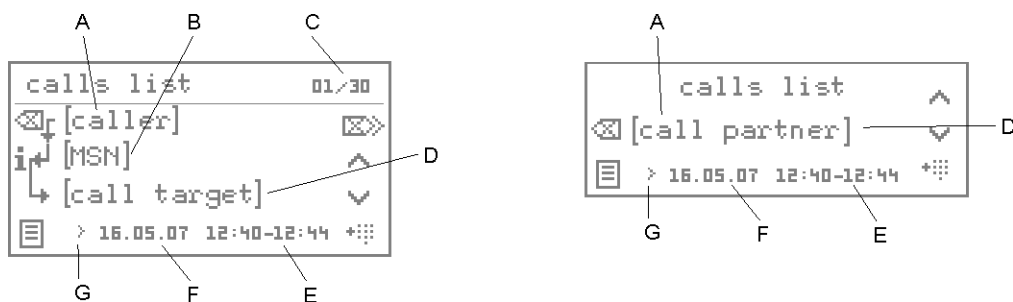 A B C
calls list 01/30
[caller]
i [MSN]
D
[call target]
> 16.05.07 12:40-12:44
G F E
A
calls list
[call partner] D
> 16.05.07 12:40-12:44
G F E